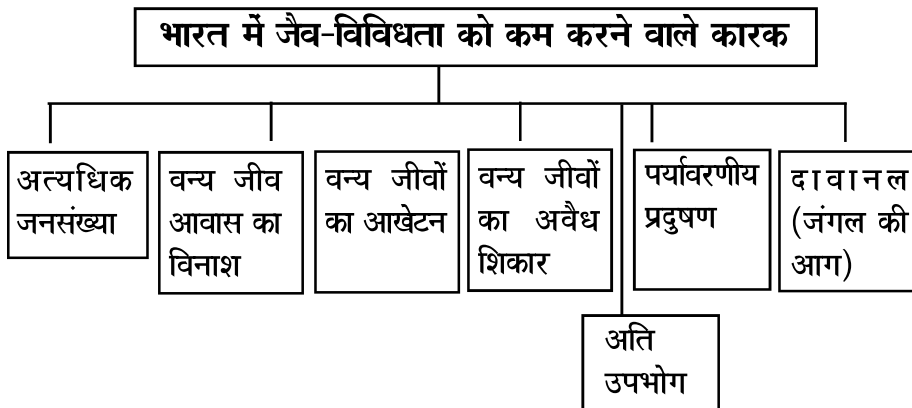 भारत में जैव-विविधता को कम करने वाले कारक
अत्यधिक
जनसंख्या
वन्य जीव
आवास का
विनाश
वन्य जीवों
का आखेटन
वन्य जीवों
का अवैध
शिकार
पर्यावरणीय
प्रदुषण
दावानल
(जंगल की
आग)
अति
उपभोग